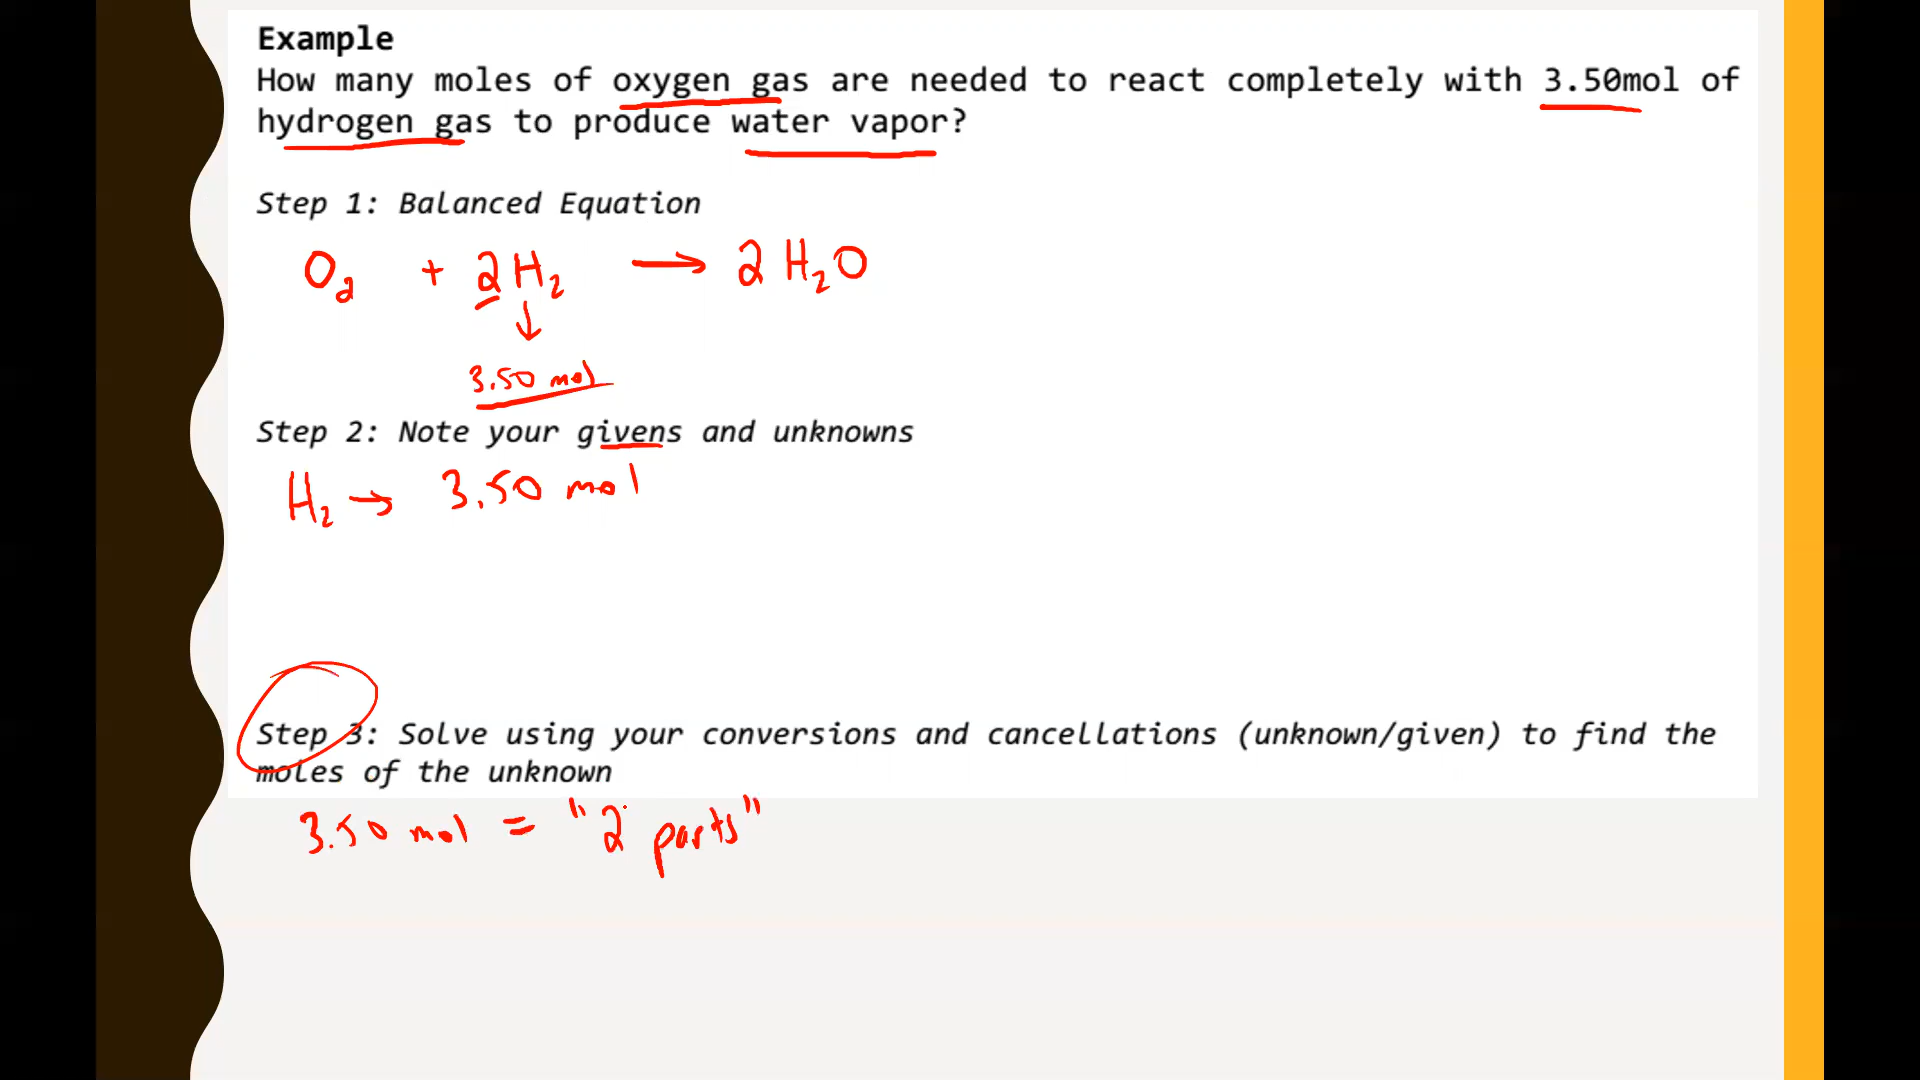 Example
How many moles of oxygen gas are needed to react completely with 3.50mol of
hydrogen gas to produce water vapor?
Step 1: Balanced Equation
O₂ + 2H₂ → 2 H₂O
↓
3.50 mol
Step 2: Note your givens and unknowns
H₂ → 3.50 mol
Step 3: Solve using your conversions and cancellations (unknown/given) to find the
moles of the unknown
3.50 mol = "2 parts"